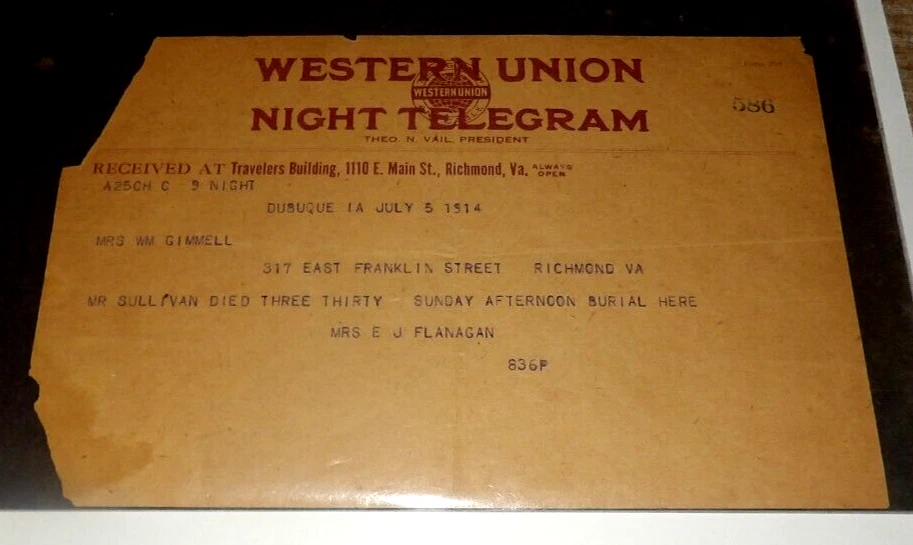 WESTERN UNION
WESTERN UNION
586
NIGHT TELEGRAM
THEO. N. VAIL, PRESIDENT
RECEIVED AT Travelers Building, 1110 E. Main St., Richmond, Va. ALWAYS OPEN
A25CH C 9 NIGHT
DUBUQUE IA JULY 5 1914
MRS WM GIMMELL
317 EAST FRANKLIN STREET RICHMOND VA
MR SULLIVAN DIED THREE THIRTY SUNDAY AFTERNOON BURIAL HERE
MRS E J FLANAGAN
836P